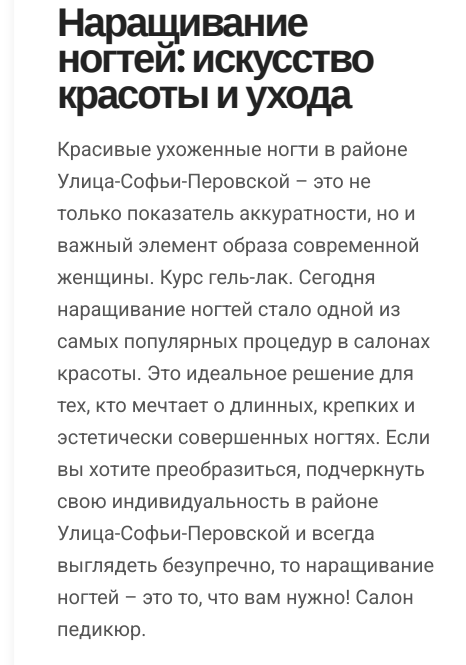 Наращивание
ногтей: искусство
красоты и ухода
Красивые ухоженные ногти в районе
Улица-Софьи-Перовской – это не
только показатель аккуратности, но и
важный элемент образа современной
женщины. Курс гель-лак. Сегодня
наращивание ногтей стало одной из
самых популярных процедур в салонах
красоты. Это идеальное решение для
тех, кто мечтает о длинных, крепких и
эстетически совершенных ногтях. Если
вы хотите преобразиться, подчеркнуть
свою индивидуальность в районе
Улица-Софьи-Перовской и всегда
выглядеть безупречно, то наращивание
ногтей – это то, что вам нужно! Салон
педикюр.